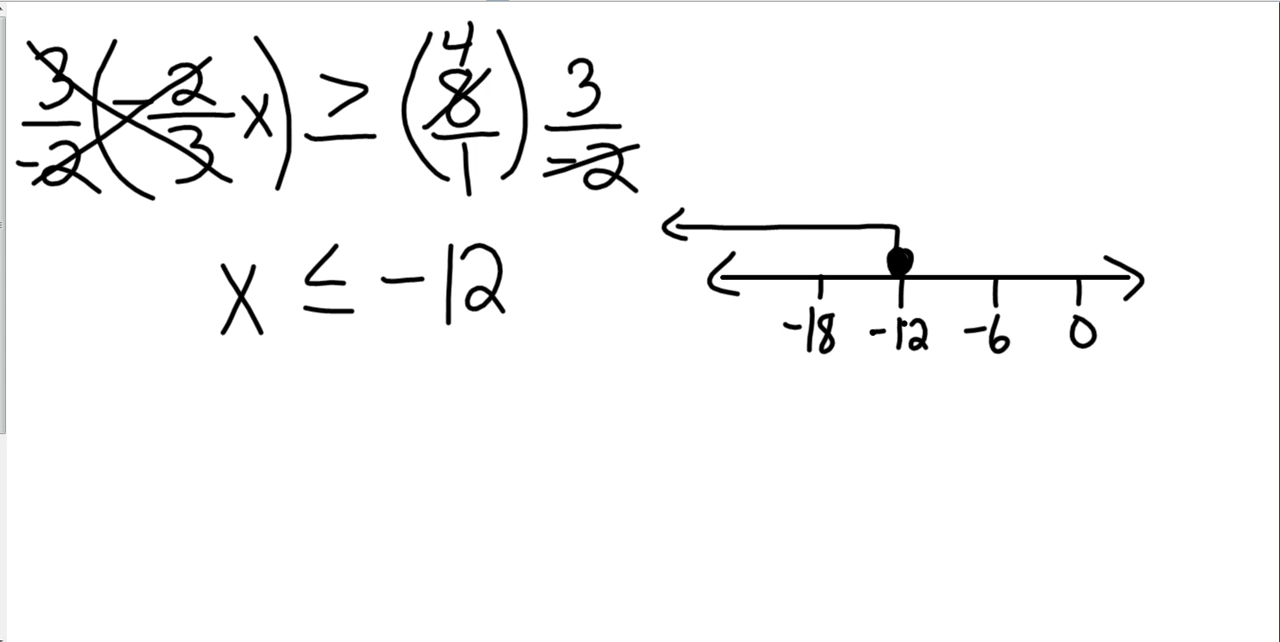 3/-2 (-2/3 x) ≥ (8/1) 3/-2
4
x ≤ -12
-18 -12 -6 0